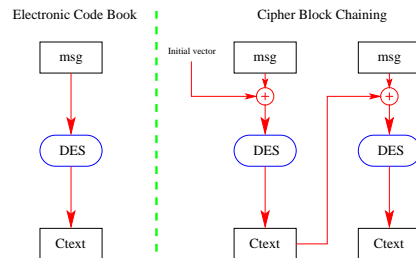 Electronic Code Book
Cipher Block Chaining
msg
Initial vector
msg
msg
+
+
DES
DES
DES
Ctext
Ctext
Ctext